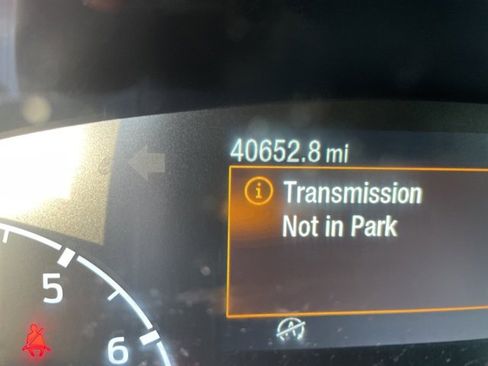 40652.8 mi
Transmission
Not in Park
5
6